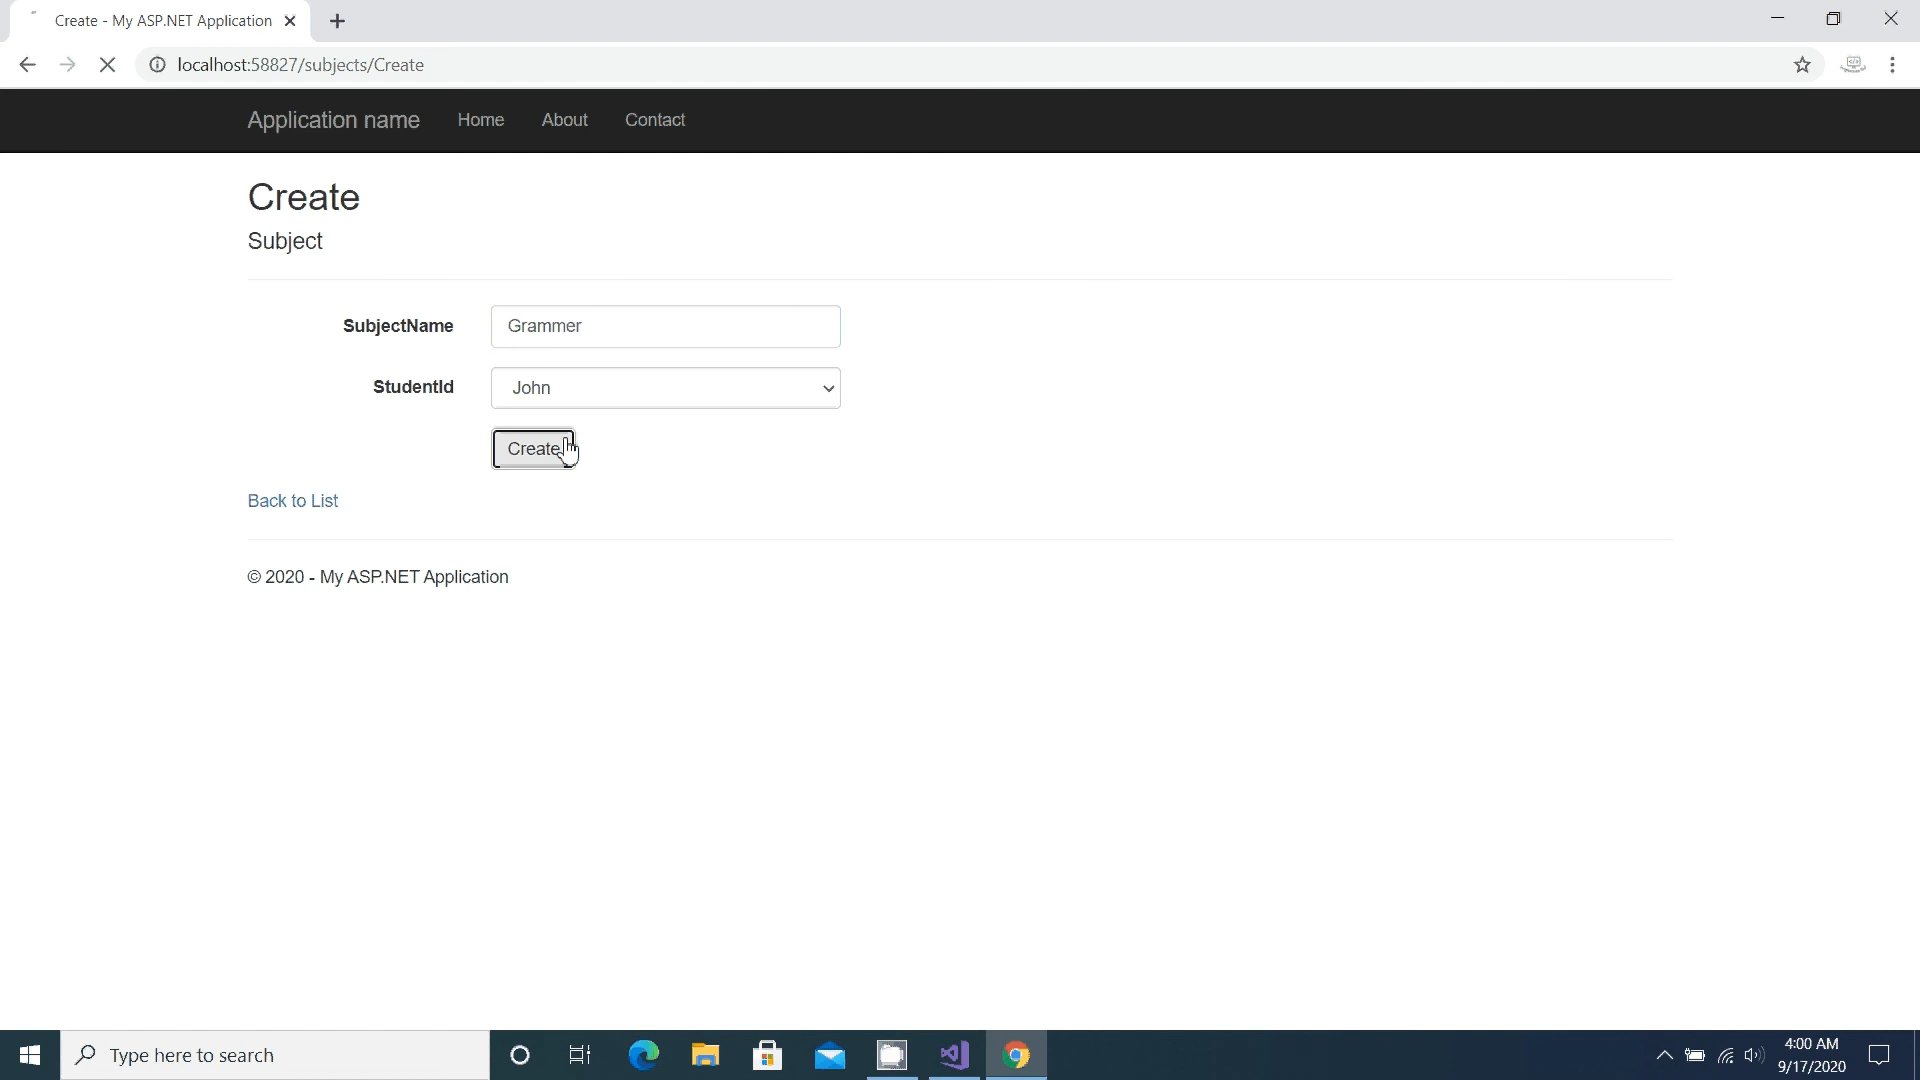 Create - My ASP.NET Application
localhost:58827/subjects/Create
Application name Home About Contact
Create
Subject
SubjectName Grammer
StudentId John
Create
Back to List
© 2020 - My ASP.NET Application
Type here to search
4:00 AM
9/17/2020